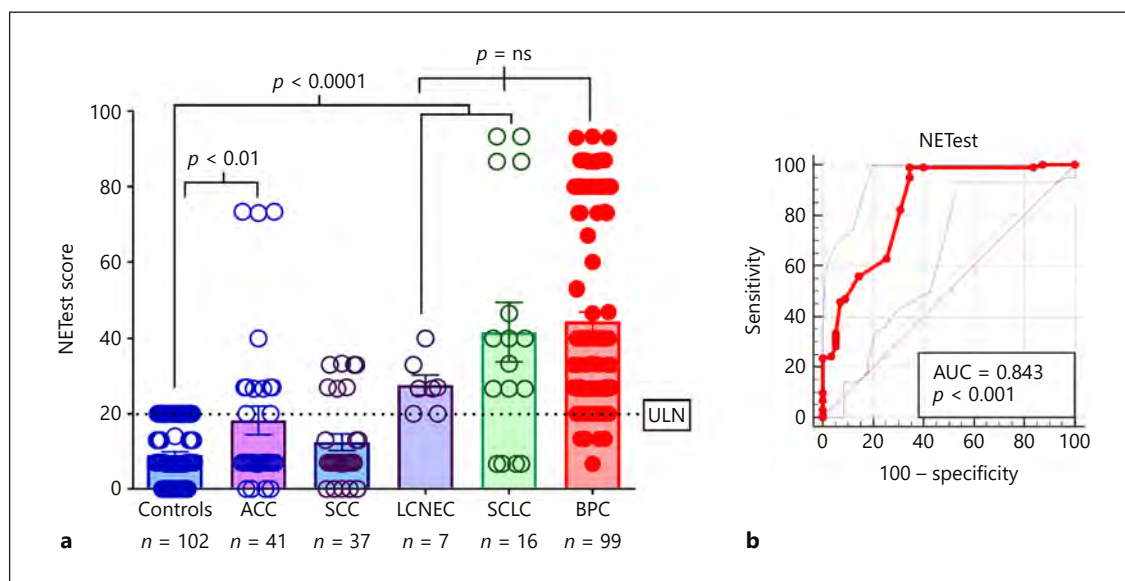 p = ns
p < 0.0001
p < 0.01
NETest score
100
80
60
40
20
0
ULN
Controls ACC SCC LCNEC SCLC BPC
n = 102 n = 41 n = 37 n = 7 n = 16 n = 99
a
NETest
Sensitivity
100
80
60
40
20
0
AUC = 0.843
p < 0.001
0 20 40 60 80 100
100 – specificity
b